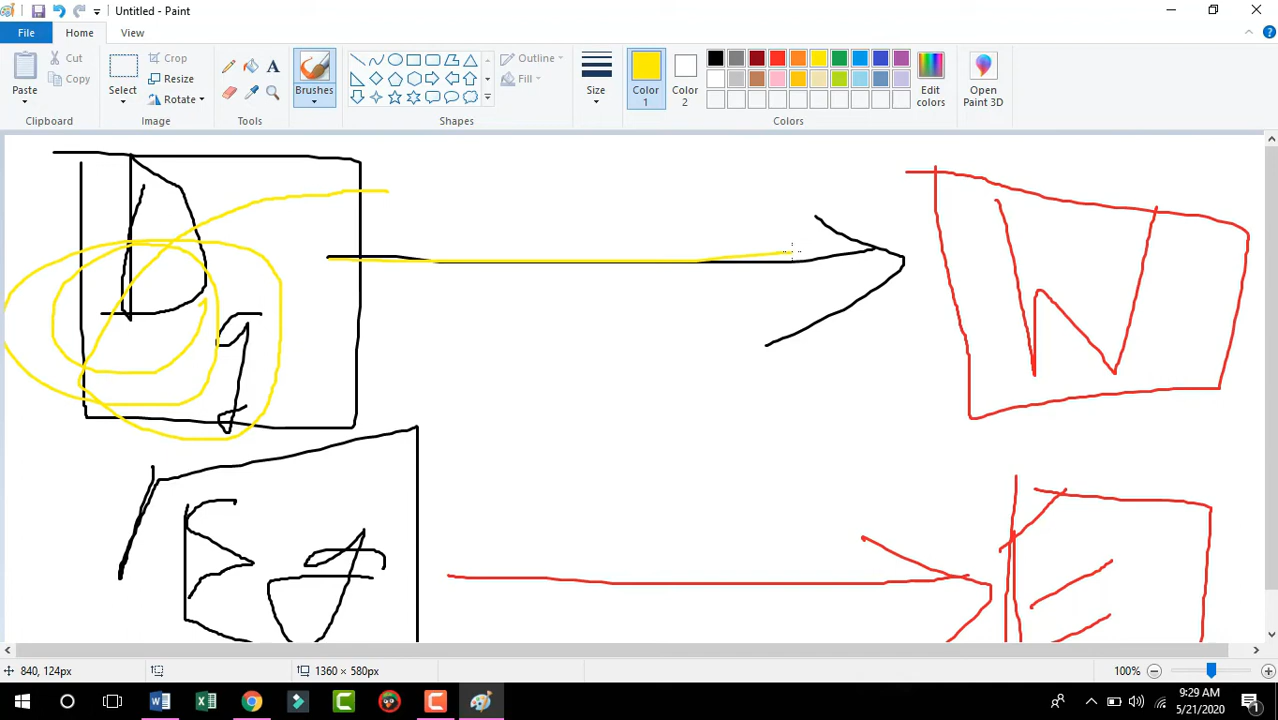 Untitled - Paint
File
Home
View
Paste
Cut
Copy
Clipboard
Select
Crop
Resize
Rotate
Image
Tools
Brushes
Shapes
Outline
Fill
Size
Color 1
Color 2
Edit colors
Open Paint 3D
Colors
D
W
E
840, 124px
1360 × 580px
100%
9:29 AM
5/21/2020